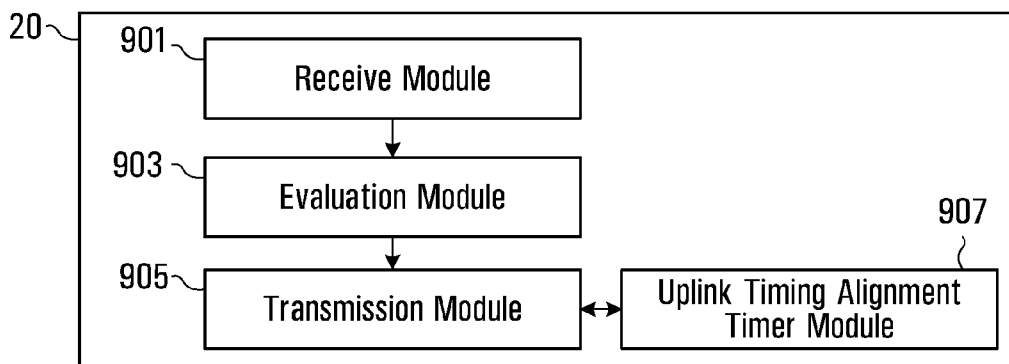 20
901
Receive Module
903
Evaluation Module
907
905
Transmission Module
Uplink Timing Alignment
Timer Module